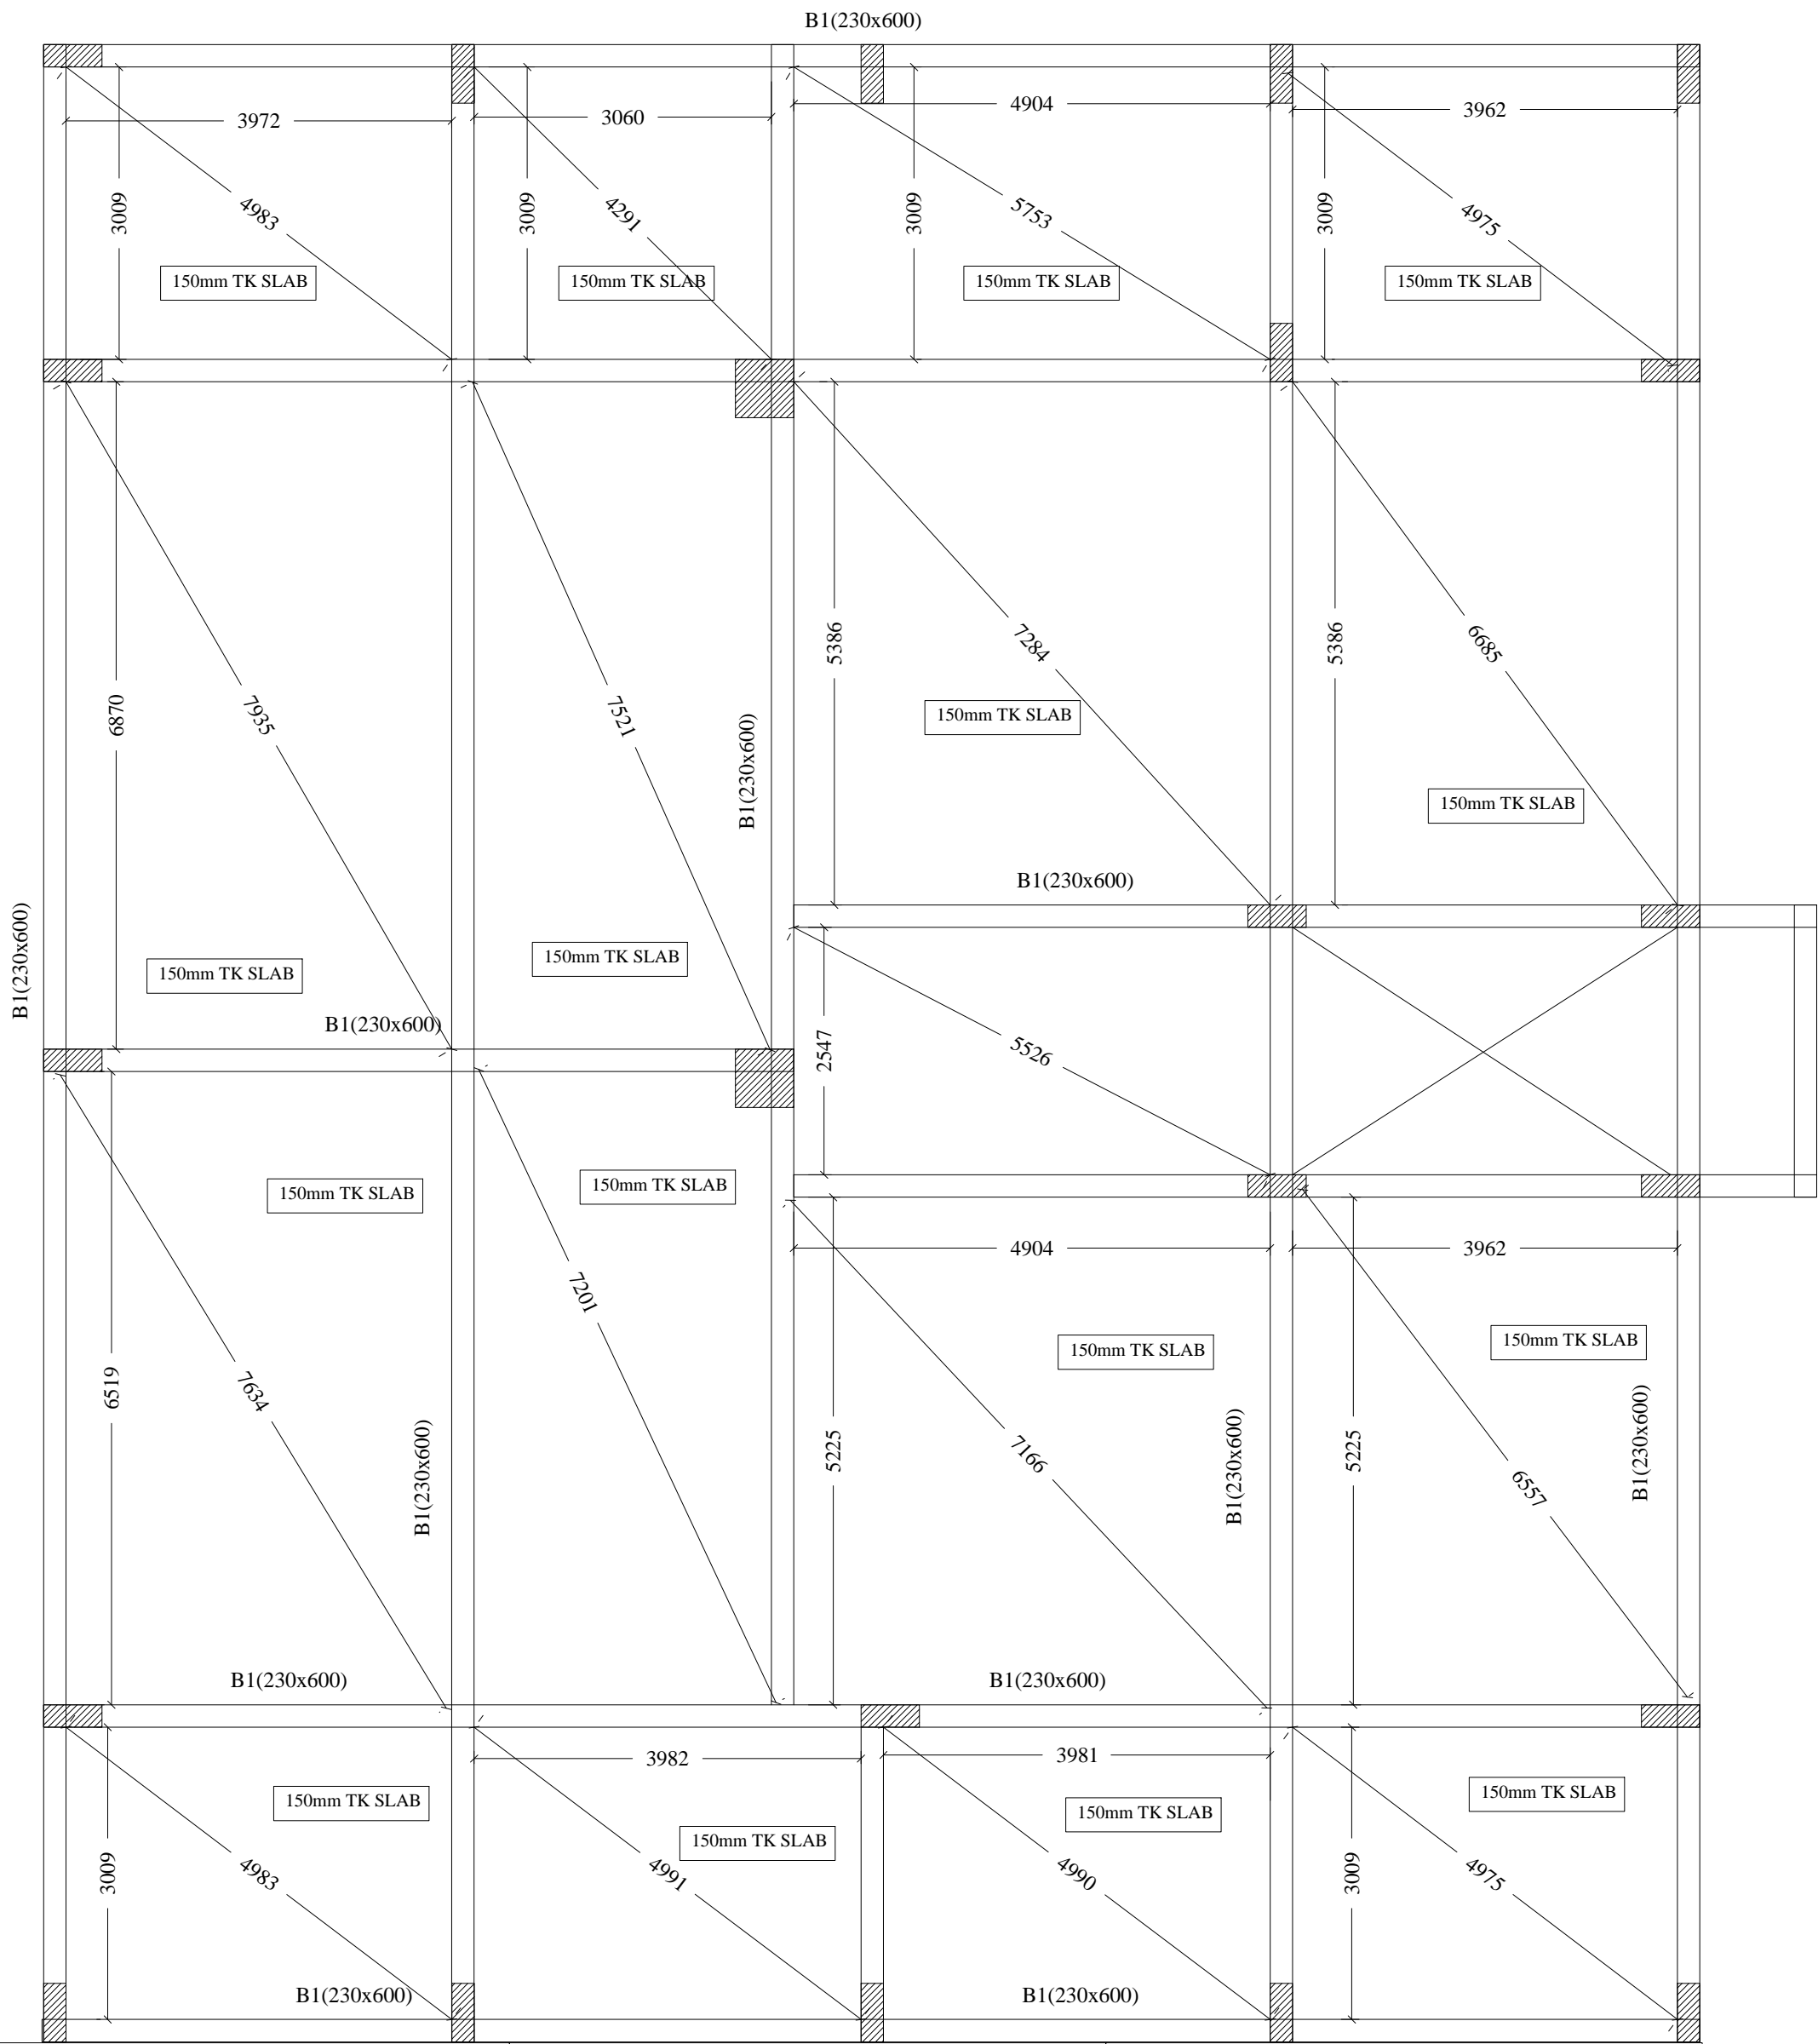 B1(230x600)
4904
3962
3972
3060
3009
3009
3009
3009
4983
4291
5753
4975
150mm TK SLAB
150mm TK SLAB
150mm TK SLAB
150mm TK SLAB
5386
7284
5386
6685
6870
7935
7521
150mm TK SLAB
B1(230x600)
150mm TK SLAB
B1(230x600)
B1(230x600)
150mm TK SLAB
150mm TK SLAB
B1(230x600)
2547
5526
150mm TK SLAB
150mm TK SLAB
4904
3962
7201
150mm TK SLAB
150mm TK SLAB
6519
7634
B1(230x600)
5225
7166
B1(230x600)
5225
6557
B1(230x600)
B1(230x600)
B1(230x600)
3982
3981
150mm TK SLAB
150mm TK SLAB
150mm TK SLAB
150mm TK SLAB
3009
4983
4991
4990
3009
4975
B1(230x600)
B1(230x600)